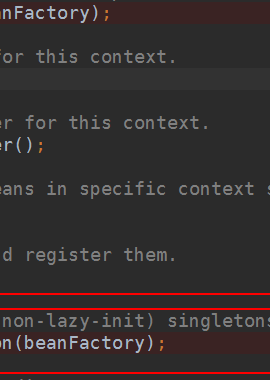 nFactory);
for this context.
er for this context.
er();
eans in specific context s
d register them.
non-lazy-init) singletons
on(beanFactory);